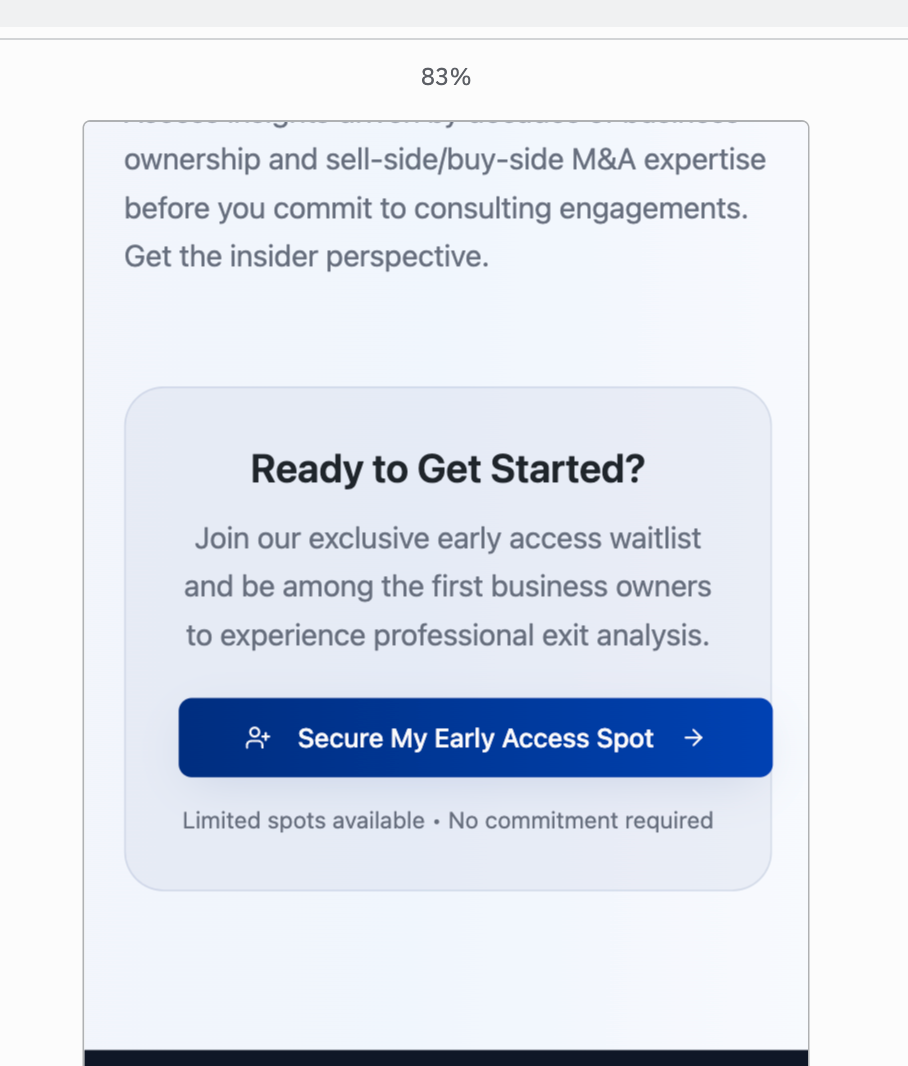 83%
ownership and sell-side/buy-side M&A expertise
before you commit to consulting engagements.
Get the insider perspective.
Ready to Get Started?
Join our exclusive early access waitlist
and be among the first business owners
to experience professional exit analysis.
Secure My Early Access Spot
Limited spots available • No commitment required